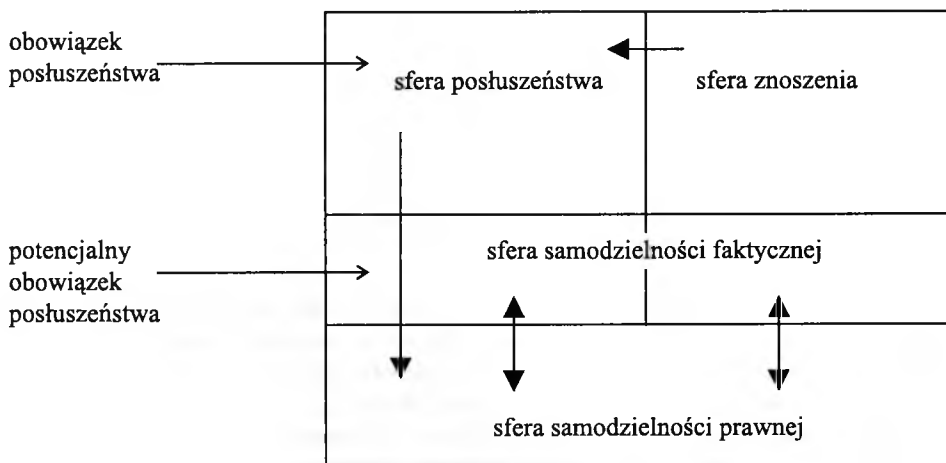 obowiązek
posłuszeństwa
sfera posłuszeństwa
sfera znoszenia
potencjalny
obowiązek
posłuszeństwa
sfera samodzielności faktycznej
sfera samodzielności prawnej